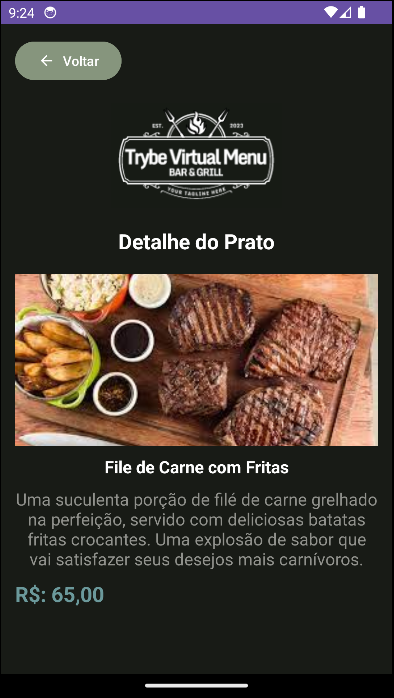 9:24
Voltar
EST. 2023
Trybe Virtual Menu
BAR & GRILL
YOUR TAGLINE HERE
Detalhe do Prato
File de Carne com Fritas
Uma suculenta porção de filé de carne grelhado
na perfeição, servido com deliciosas batatas
fritas crocantes. Uma explosão de sabor que
vai satisfazer seus desejos mais carnívoros.
R$: 65,00